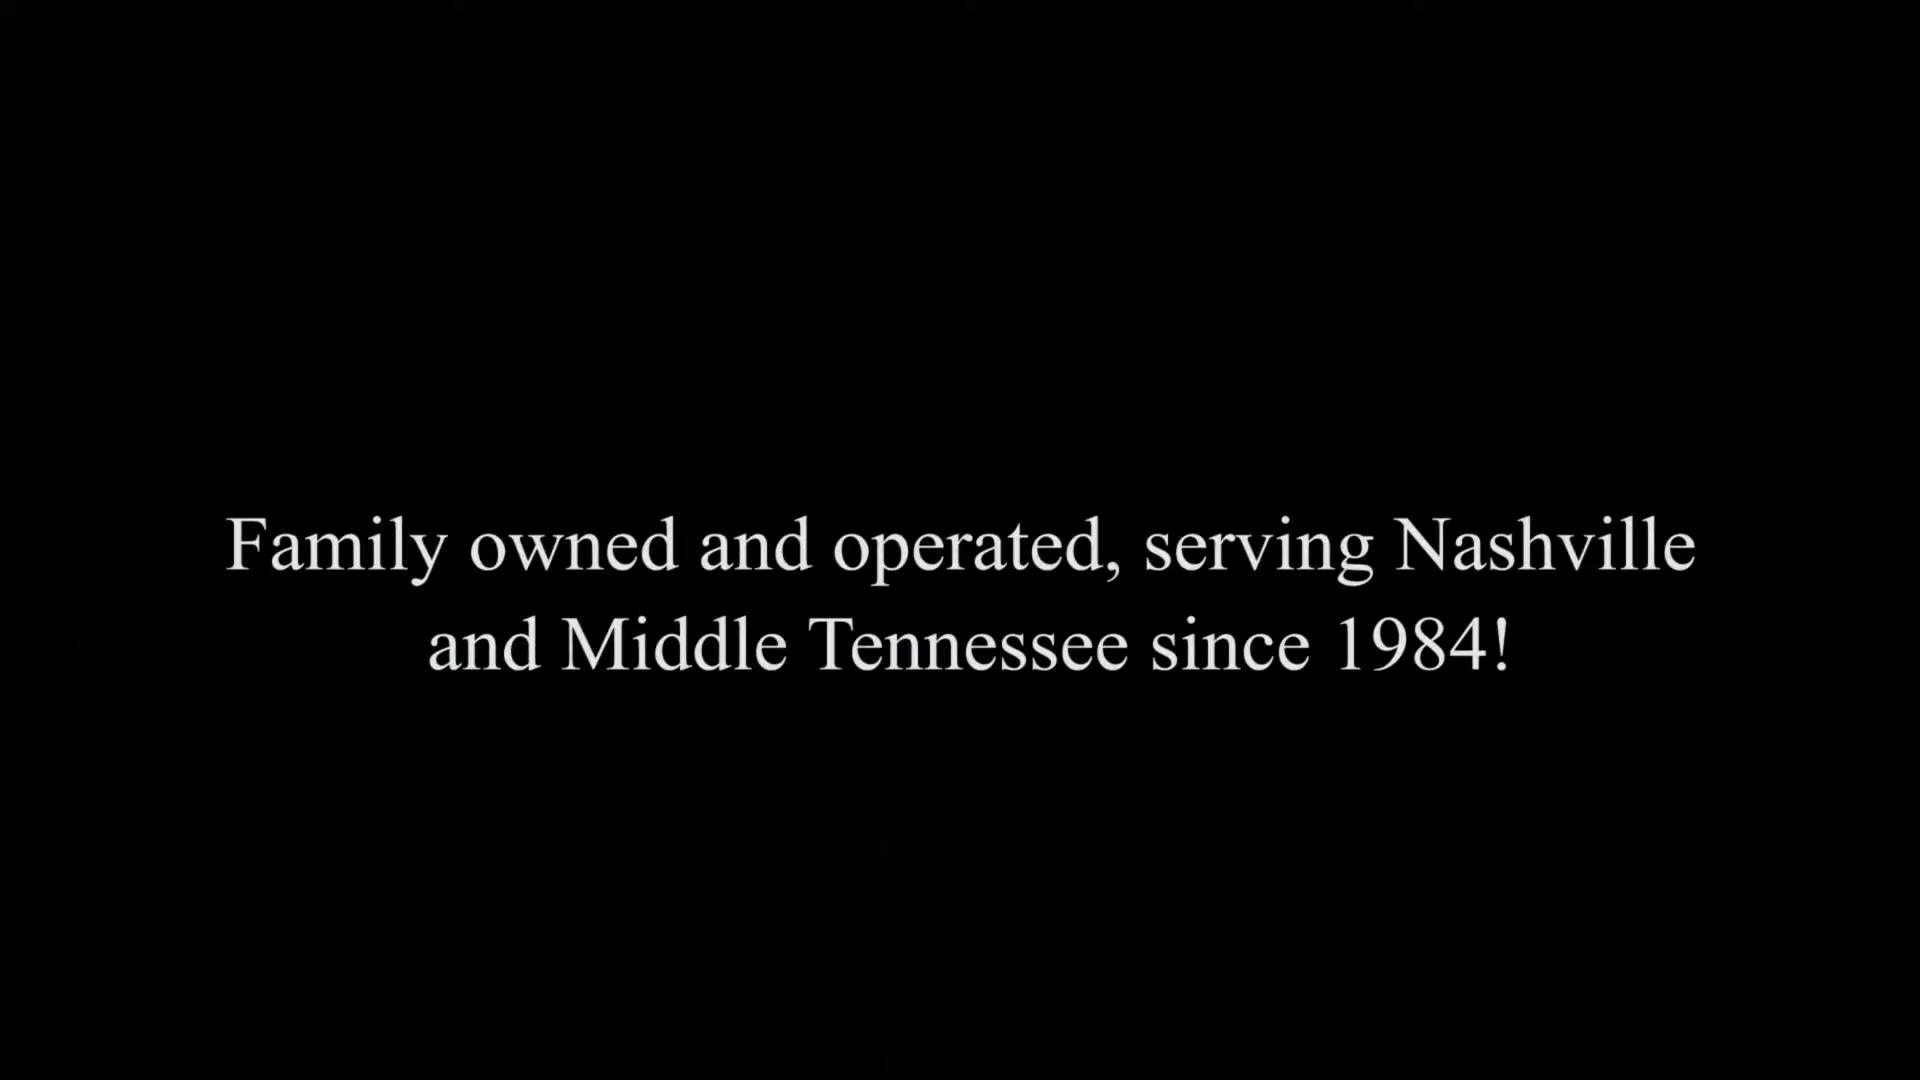 Family owned and operated, serving Nashville
and Middle Tennessee since 1984!